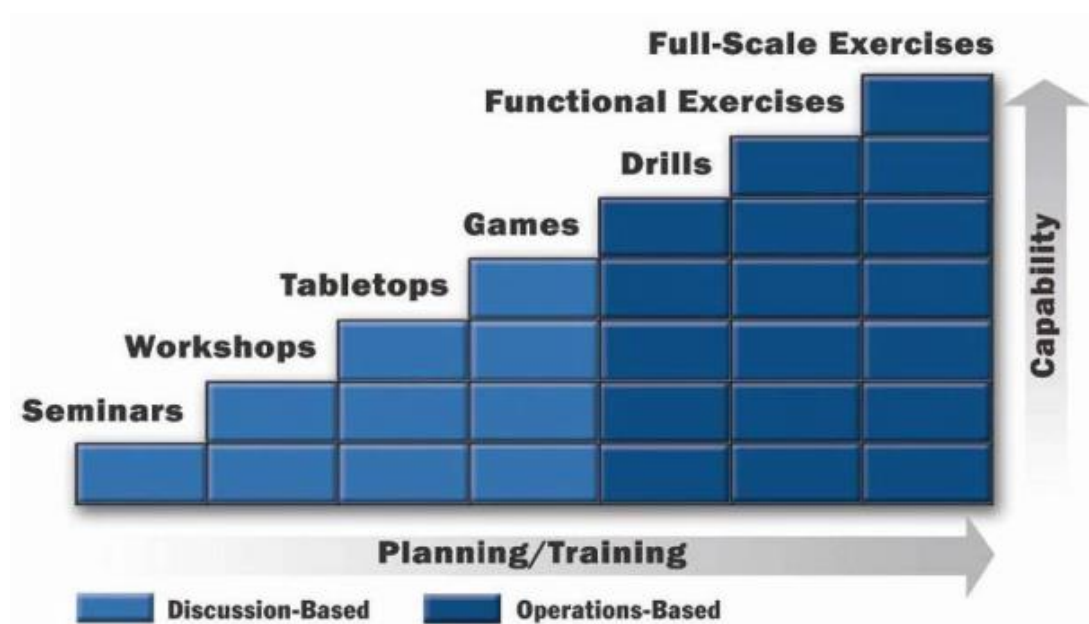 Full-Scale Exercises
Functional Exercises
Drills
Games
Tabletops
Workshops
Seminars
Capability
Planning/Training
Discussion-Based
Operations-Based